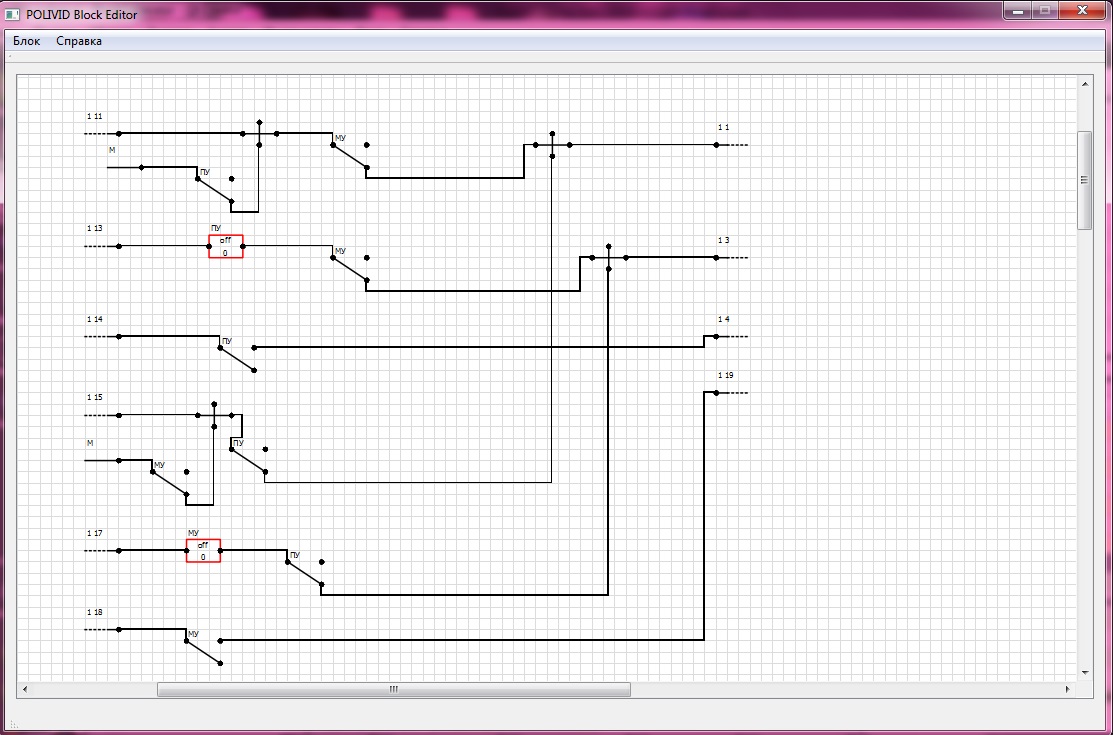 POLIVID Block Editor
Блок Справка
1 11
1 1
МУ
М
ПУ
1 13
ПУ
1 3
off
0
МУ
1 14
1 4
ПУ
1 19
1 15
М
ПУ
МУ
1 17
МУ
off
0
ПУ
1 18
МУ